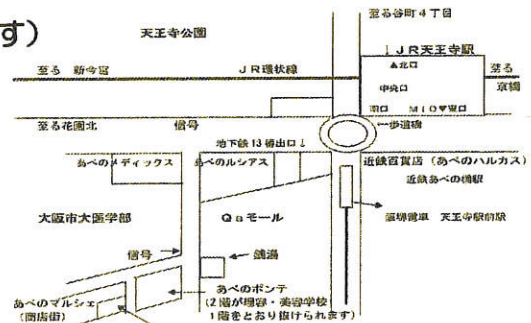 す)
天王寺公園
至る谷町4丁目
↓JR天王寺駅
▲北口
至る 新今宮
JR環状線
中央口
至る
京橋
南口 MIO▼東口
至る花園北
信号
歩道橋
地下鉄13番出口↓
あべのメディックス
あべのルシアス
近鉄百貨店(あべのハルカス)
近鉄あべの橋駅
大阪市大医学部
Qaモール
阪堺電車 天王寺駅前駅
信号
銭湯
あべのマルシェ
(商店街)
あべのポンテ
(2階が理容・美容学校
1階をとおり抜けられます)